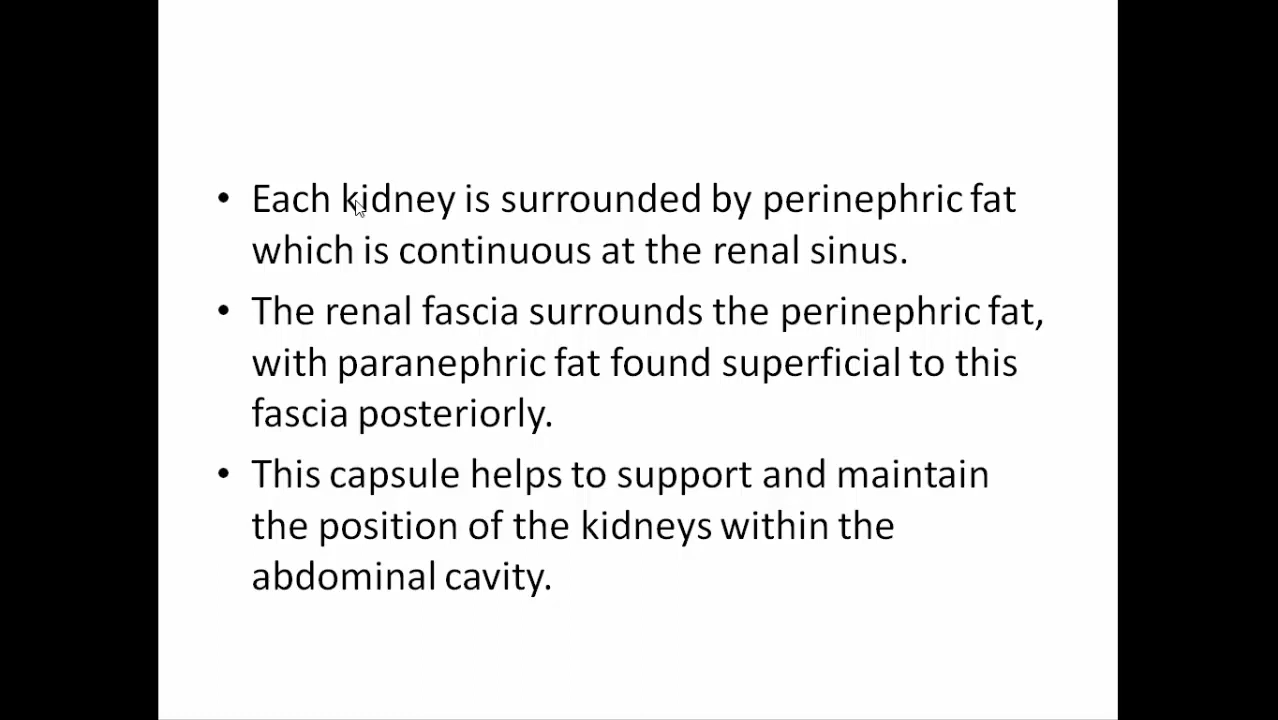 • Each kidney is surrounded by perinephric fat
which is continuous at the renal sinus.
• The renal fascia surrounds the perinephric fat,
with paranephric fat found superficial to this
fascia posteriorly.
• This capsule helps to support and maintain
the position of the kidneys within the
abdominal cavity.